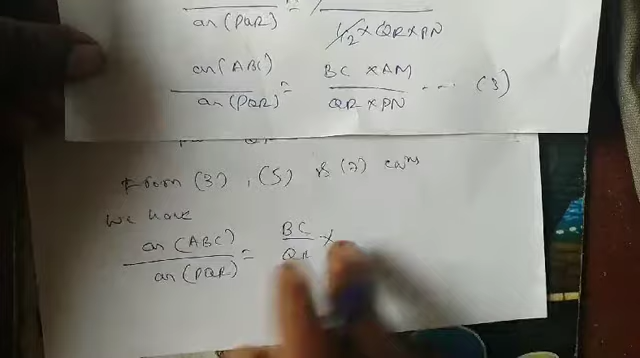 ar(PQR) = 1/2 × QR × PN
ar(ABC) / ar(PQR) = BC × AM / QR × PN ---- (3)
From (3), (5) & (7) eqns
We have
ar(ABC) / ar(PQR) = BC / QR ×